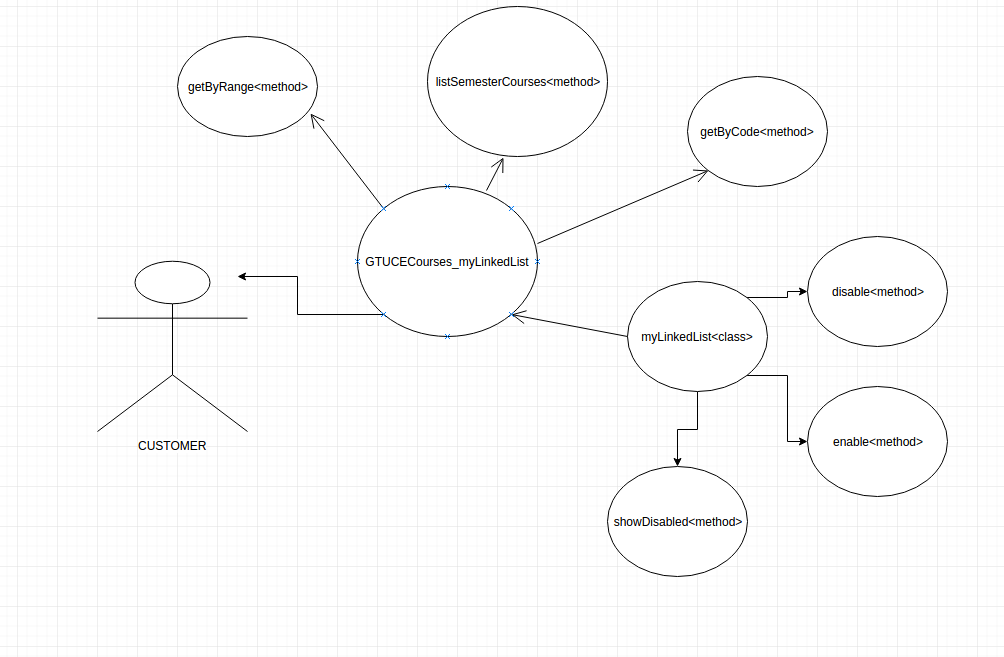 getByRange<method>
listSemesterCourses<method>
getByCode<method>
GTUCECourses_myLinkedList
disable<method>
myLinkedList<class>
enable<method>
CUSTOMER
showDisabled<method>